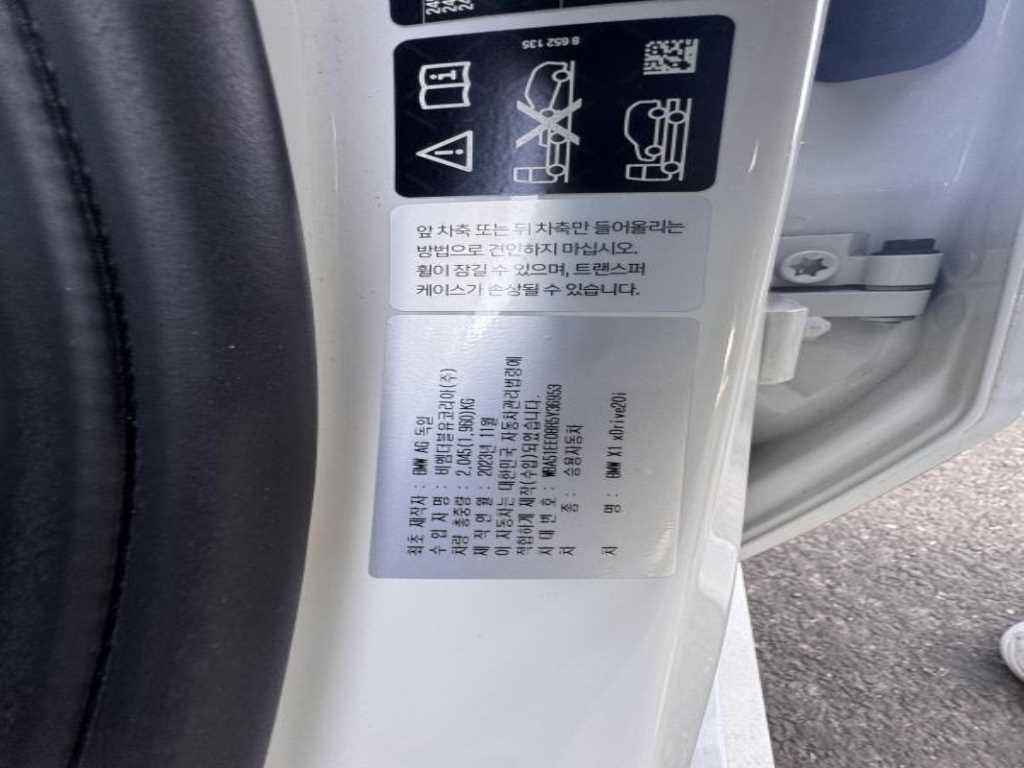 8 652 135
앞 차축 또는 뒤 차축만 들어올리는
방법으로 견인하지 마십시오.
휠이 잠길 수 있으며, 트랜스퍼
케이스가 손상될 수 있습니다.
최초 제작자 : BMW AG 독일
수 입 자 명 : 비엠더블유코리아(주)
차량 총중량 : 2,045(1,960)KG
제 작 연 월 : 2023년 11월
이 자동차는 대한민국 자동차관리법령에
적합하게 제작(수입)되었습니다.
차 대 번 호 :
차 종 : 승용자동차
차 명 : BMW X1 xDrive20i